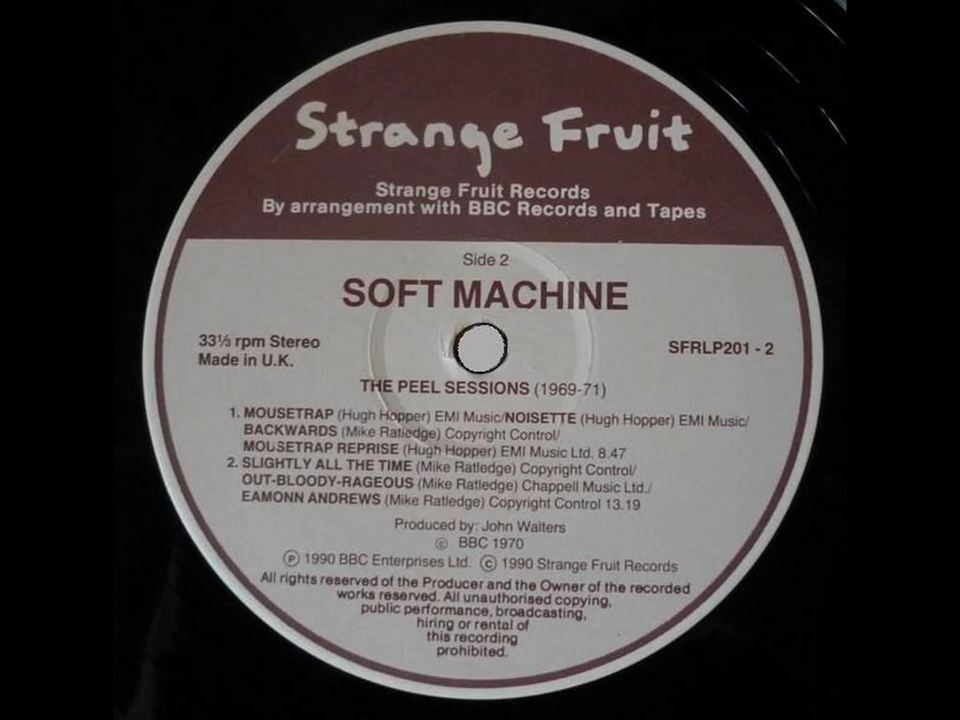 Strange Fruit
Strange Fruit Records
By arrangement with BBC Records and Tapes
Side 2
SOFT MACHINE
33⅓ rpm Stereo
Made in U.K.
SFRLP201 - 2
THE PEEL SESSIONS (1969-71)
1. MOUSETRAP (Hugh Hopper) EMI Music/NOISETTE (Hugh Hopper) EMI Music/
BACKWARDS (Mike Ratledge) Copyright Control/
MOUSETRAP REPRISE (Hugh Hopper) EMI Music Ltd. 8.47
2. SLIGHTLY ALL THE TIME (Mike Ratledge) Copyright Control/
OUT-BLOODY-RAGEOUS (Mike Ratledge) Chappell Music Ltd./
EAMONN ANDREWS (Mike Ratledge) Copyright Control 13.19
Produced by: John Walters
© BBC 1970
℗ 1990 BBC Enterprises Ltd. © 1990 Strange Fruit Records
All rights reserved of the Producer and the Owner of the recorded
works reserved. All unauthorised copying,
public performance, broadcasting,
hiring or rental of
this recording
prohibited.